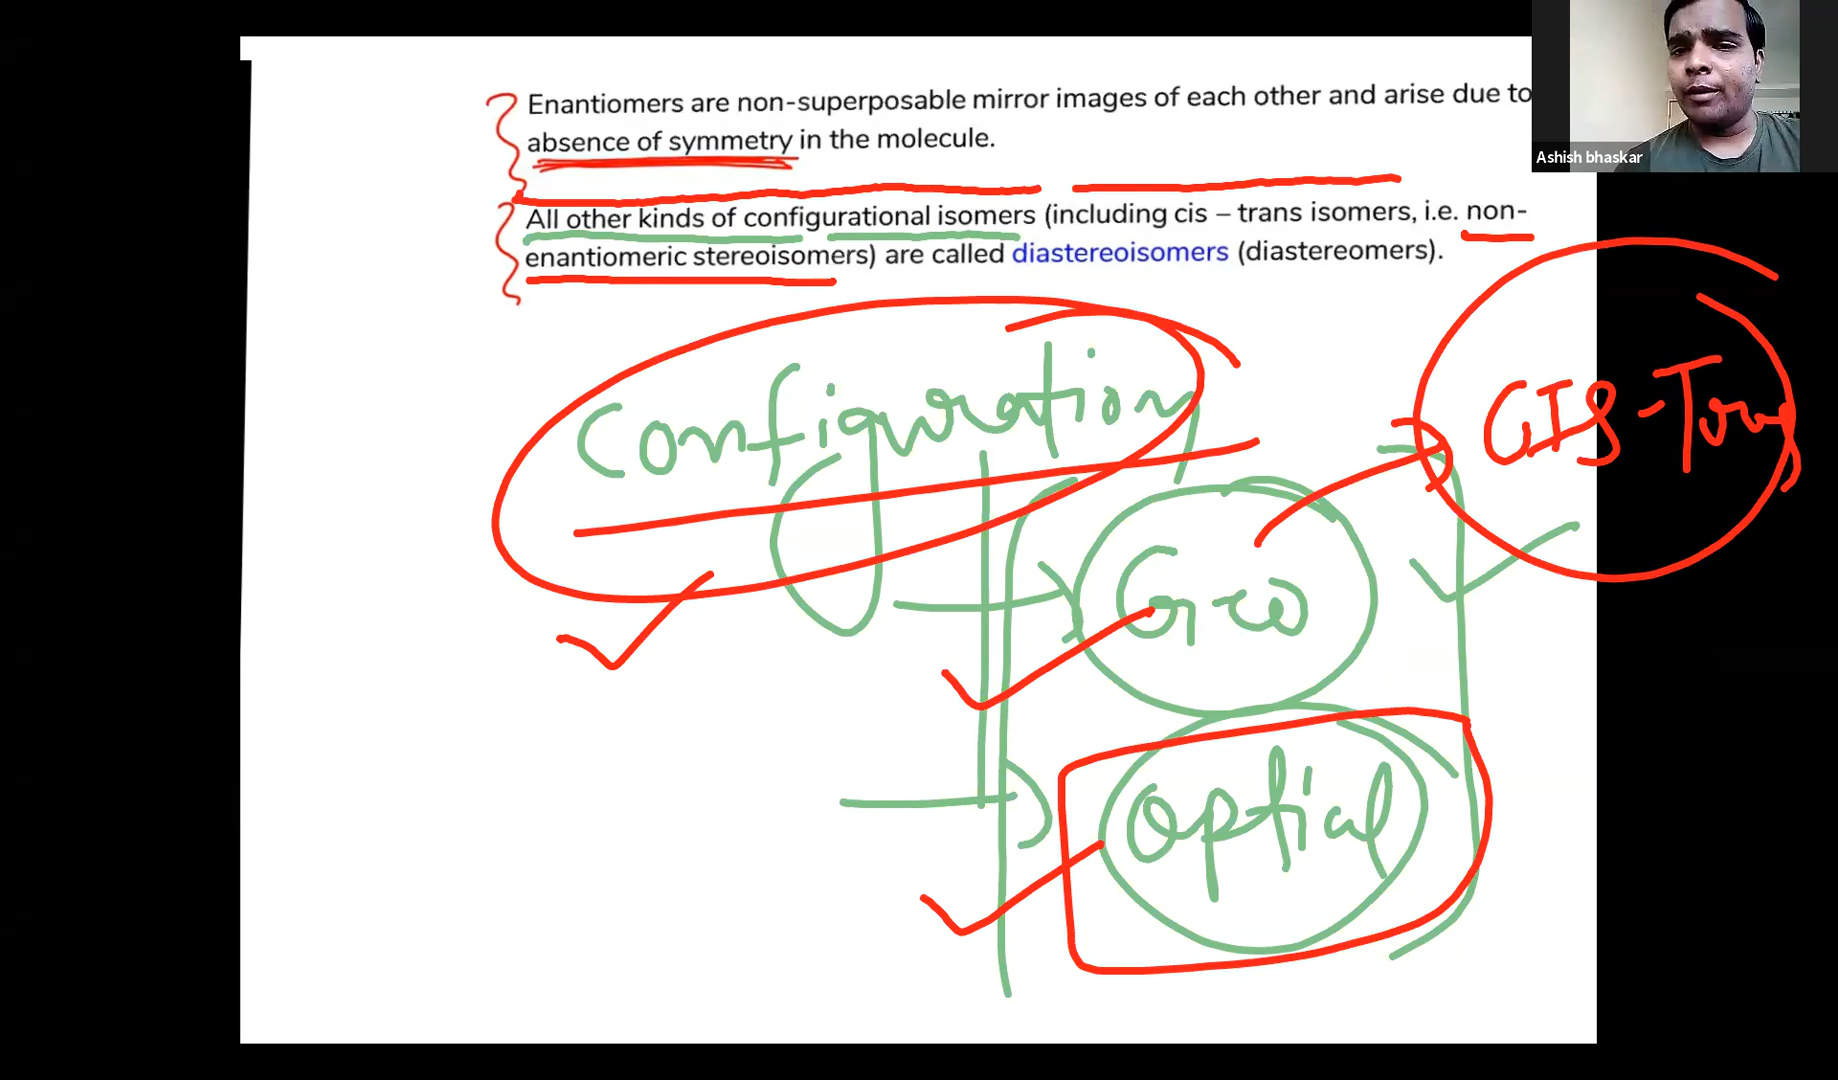 Enantiomers are non-superposable mirror images of each other and arise due to
absence of symmetry in the molecule.
Ashish bhaskar
All other kinds of configurational isomers (including cis – trans isomers, i.e. non-
enantiomeric stereoisomers) are called diastereoisomers (diastereomers).
Configuration
CIS-Trans
Geo
optical